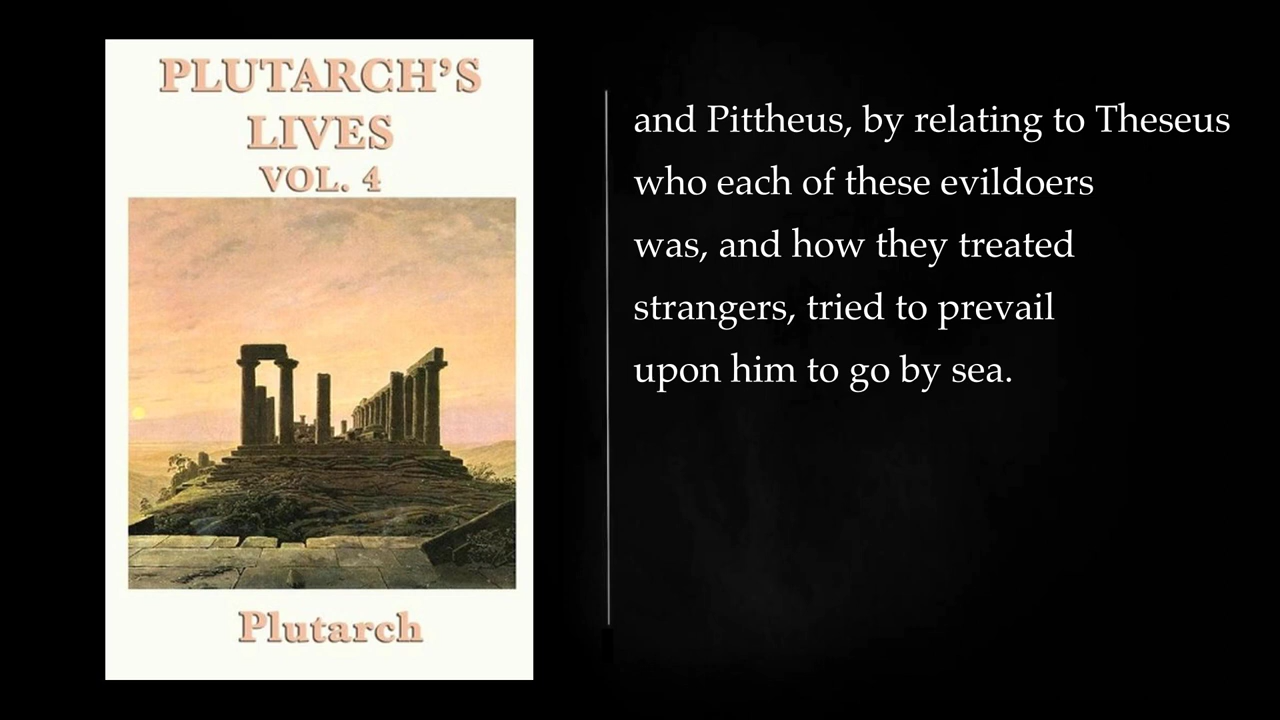 PLUTARCH'S
LIVES
VOL. 4
Plutarch
and Pittheus, by relating to Theseus
who each of these evildoers
was, and how they treated
strangers, tried to prevail
upon him to go by sea.